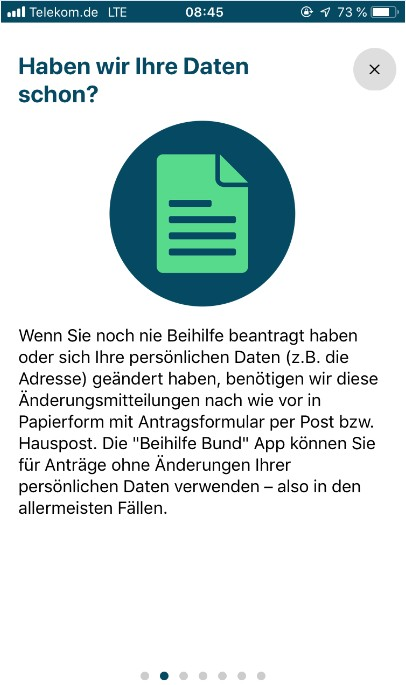 Telekom.de LTE 08:45 73 %
Haben wir Ihre Daten
schon?
Wenn Sie noch nie Beihilfe beantragt haben
oder sich Ihre persönlichen Daten (z.B. die
Adresse) geändert haben, benötigen wir diese
Änderungsmitteilungen nach wie vor in
Papierform mit Antragsformular per Post bzw.
Hauspost. Die "Beihilfe Bund" App können Sie
für Anträge ohne Änderungen Ihrer
persönlichen Daten verwenden – also in den
allermeisten Fällen.